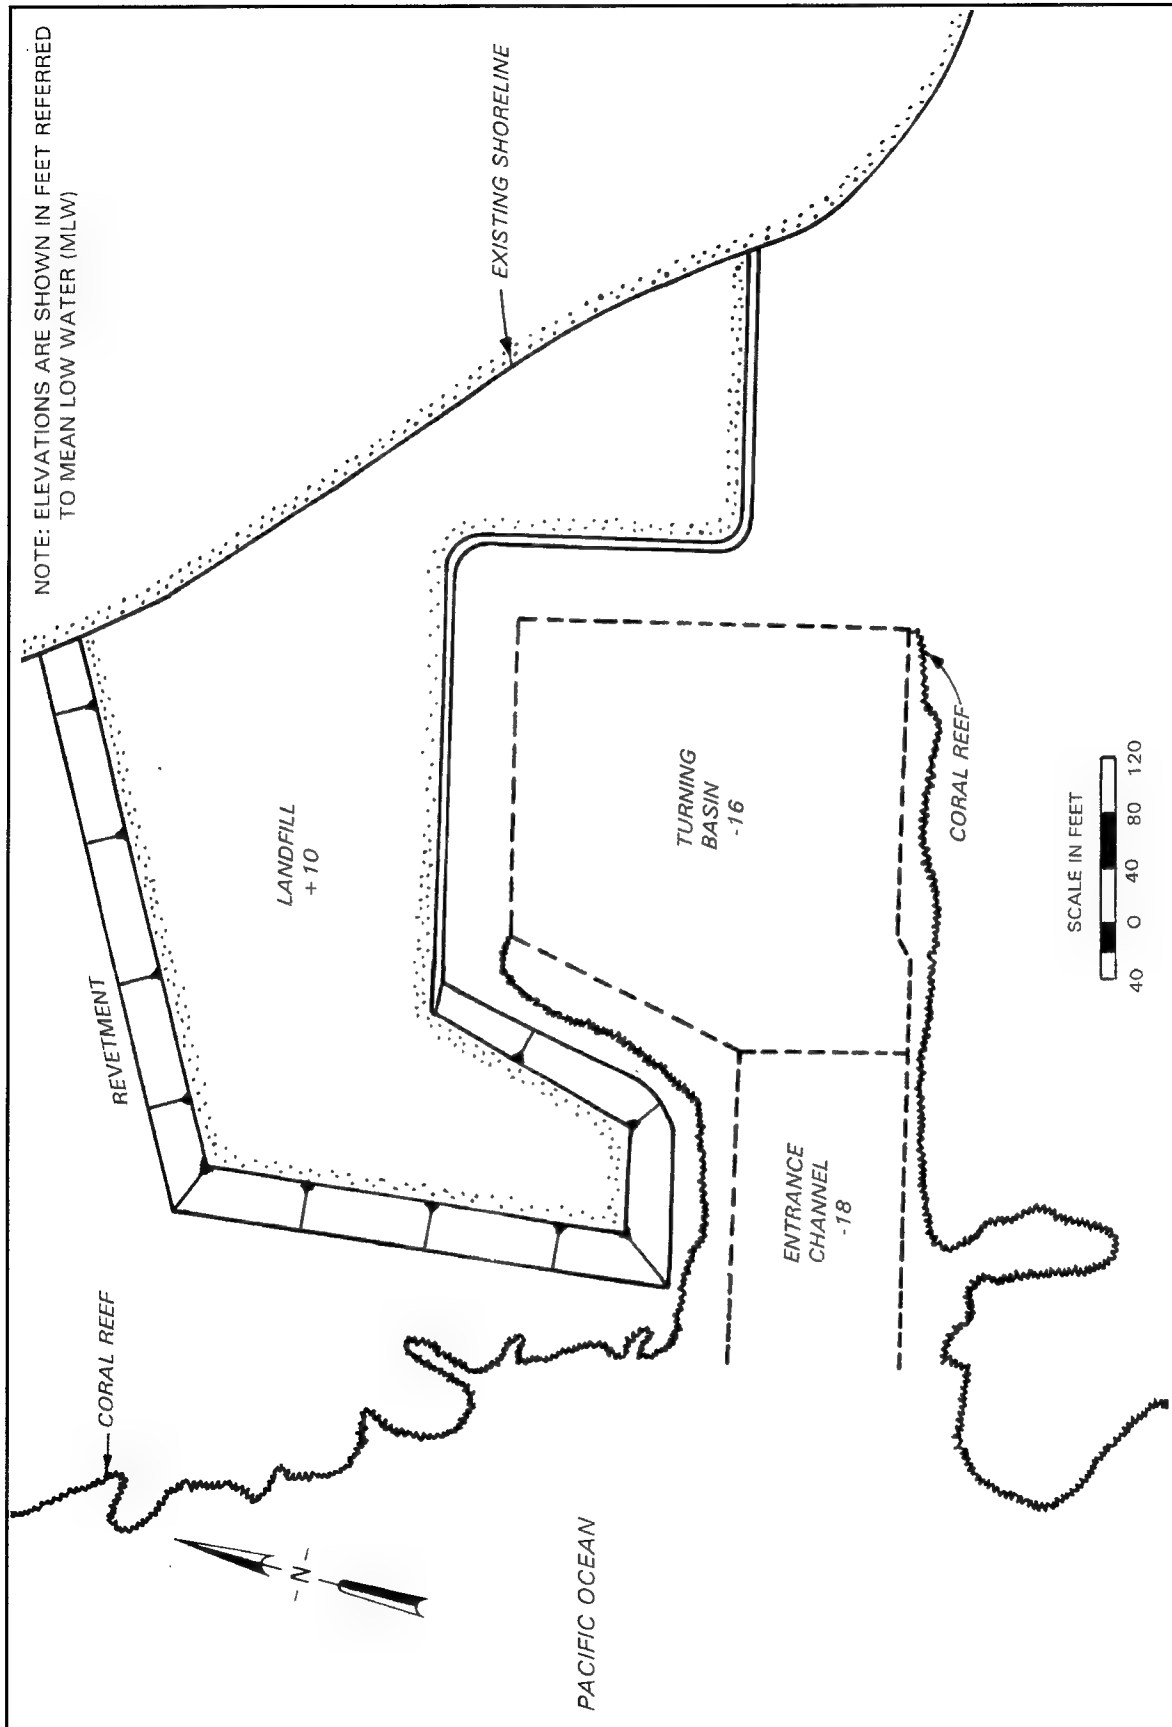 NOTE: ELEVATIONS ARE SHOWN IN FEET REFERRED
TO MEAN LOW WATER (MLW)
EXISTING SHORELINE
REVETMENT
LANDFILL
+10
CORAL REEF
TURNING
BASIN
-16
CORAL REEF
ENTRANCE
CHANNEL
-18
-N-
PACIFIC OCEAN
SCALE IN FEET
40 0 40 80 120